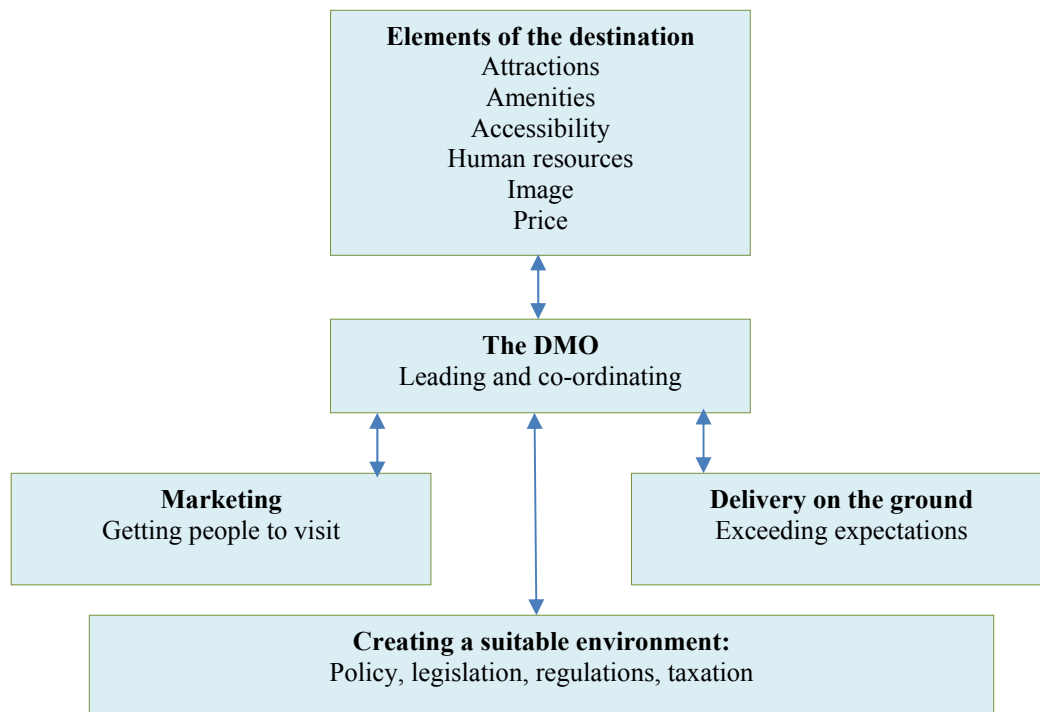 Elements of the destination
Attractions
Amenities
Accessibility
Human resources
Image
Price
The DMO
Leading and co-ordinating
Marketing
Getting people to visit
Delivery on the ground
Exceeding expectations
Creating a suitable environment:
Policy, legislation, regulations, taxation